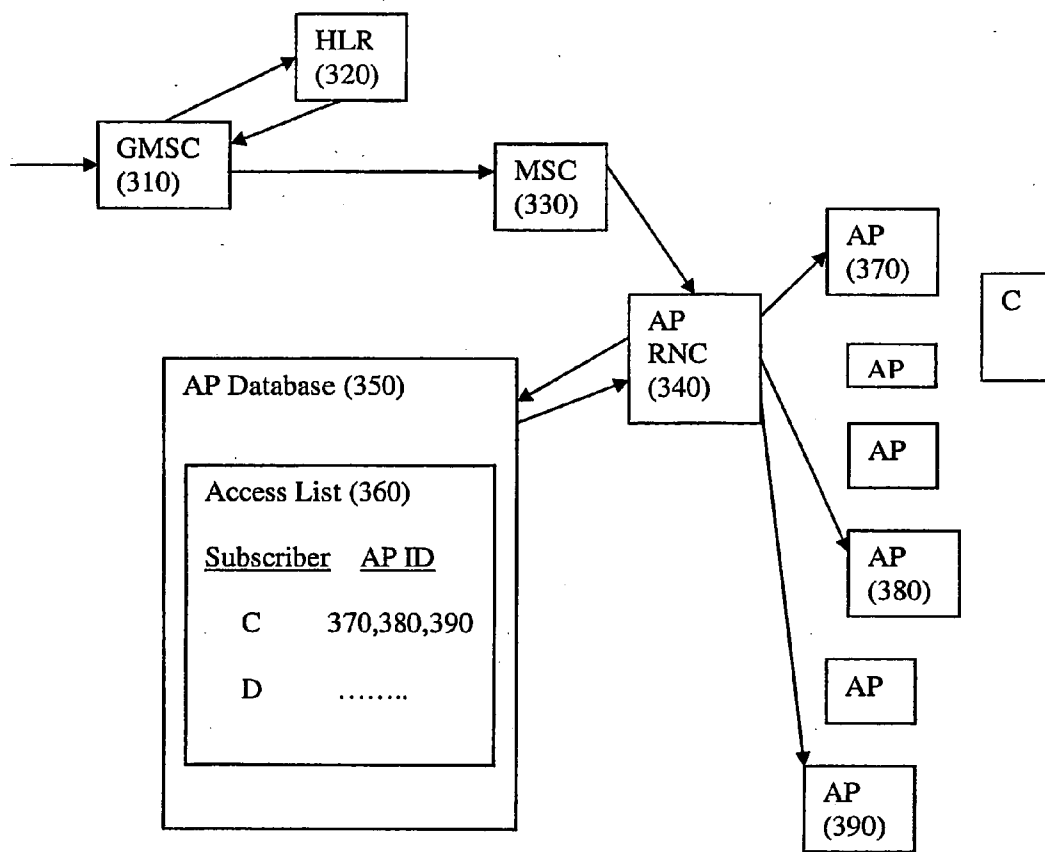 HLR
(320)
GMSC
(310)
MSC
(330)
AP
(370)
C
AP
RNC
(340)
AP
AP Database (350)
AP
Access List (360)
Subscriber AP ID
AP
(380)
C 370,380,390
D ........
AP
AP
(390)